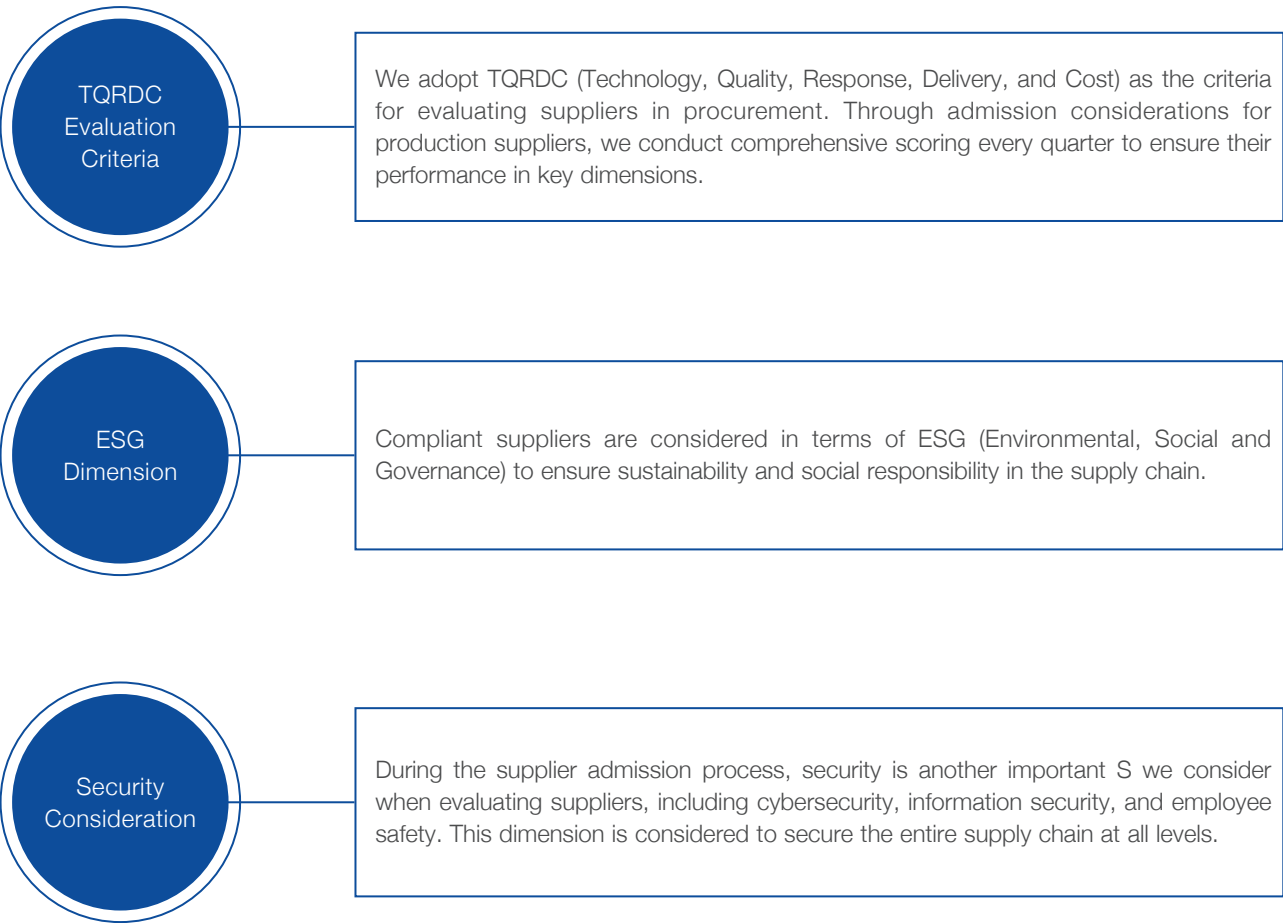 TQRDC
Evaluation
Criteria
We adopt TQRDC (Technology, Quality, Response, Delivery, and Cost) as the criteria
for evaluating suppliers in procurement. Through admission considerations for
production suppliers, we conduct comprehensive scoring every quarter to ensure their
performance in key dimensions.
ESG
Dimension
Compliant suppliers are considered in terms of ESG (Environmental, Social and
Governance) to ensure sustainability and social responsibility in the supply chain.
Security
Consideration
During the supplier admission process, security is another important S we consider
when evaluating suppliers, including cybersecurity, information security, and employee
safety. This dimension is considered to secure the entire supply chain at all levels.